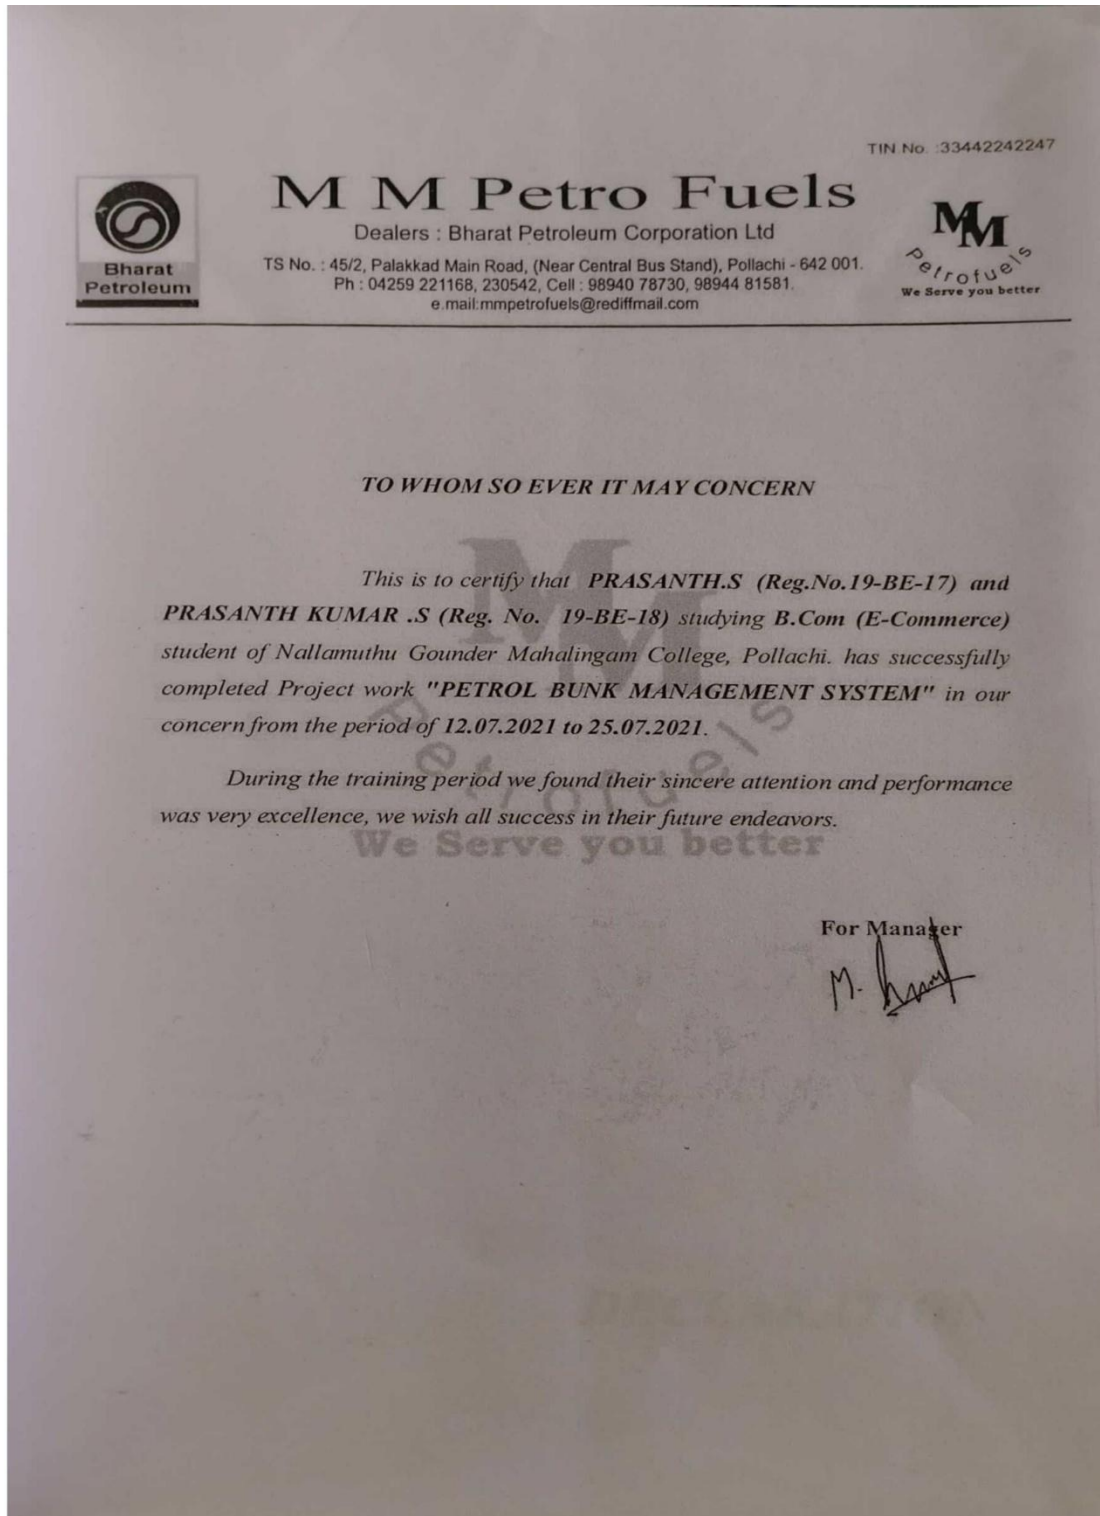 TIN No. :33442242247
Bharat
Petroleum
M M Petro Fuels
Dealers : Bharat Petroleum Corporation Ltd
TS No. : 45/2, Palakkad Main Road, (Near Central Bus Stand), Pollachi - 642 001.
Ph : 04259 221168, 230542, Cell : 98940 78730, 98944 81581.
e.mail:mmpetrofuels@rediffmail.com
MM
Petrofuels
We Serve you better
TO WHOM SO EVER IT MAY CONCERN
This is to certify that PRASANTH.S (Reg.No.19-BE-17) and
PRASANTH KUMAR .S (Reg. No. 19-BE-18) studying B.Com (E-Commerce)
student of Nallamuthu Gounder Mahalingam College, Pollachi. has successfully
completed Project work "PETROL BUNK MANAGEMENT SYSTEM" in our
concern from the period of 12.07.2021 to 25.07.2021.
During the training period we found their sincere attention and performance
was very excellence, we wish all success in their future endeavors.
MM
Petrofuels
We Serve you better
For Manager
M.